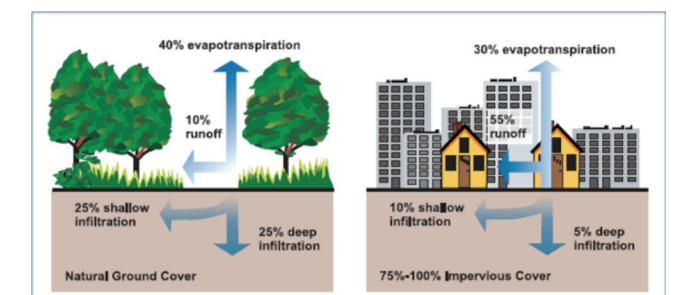 40% evapotranspiration
10%
runoff
25% shallow
infiltration
25% deep
infiltration
Natural Ground Cover
30% evapotranspiration
55%
runoff
10% shallow
infiltration
5% deep
infiltration
75%-100% Impervious Cover